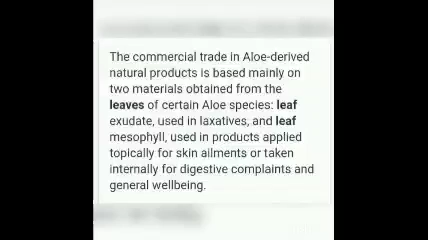 The commercial trade in Aloe-derived
natural products is based mainly on
two materials obtained from the
leaves of certain Aloe species: leaf
exudate, used in laxatives, and leaf
mesophyll, used in products applied
topically for skin ailments or taken
internally for digestive complaints and
general wellbeing.